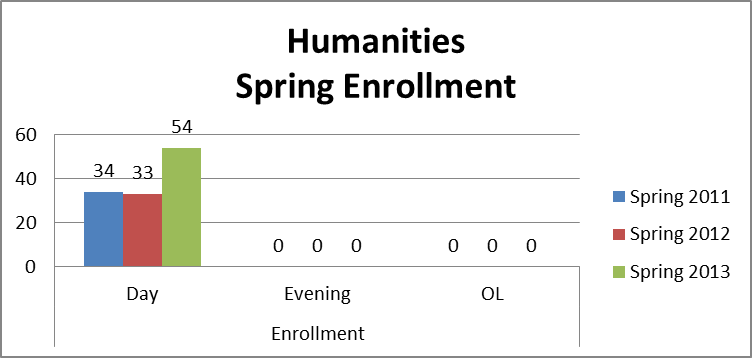 Humanities
Spring Enrollment
60
40
20
0
34
33
54
0 0 0
0 0 0
Day
Evening
OL
Enrollment
Spring 2011
Spring 2012
Spring 2013